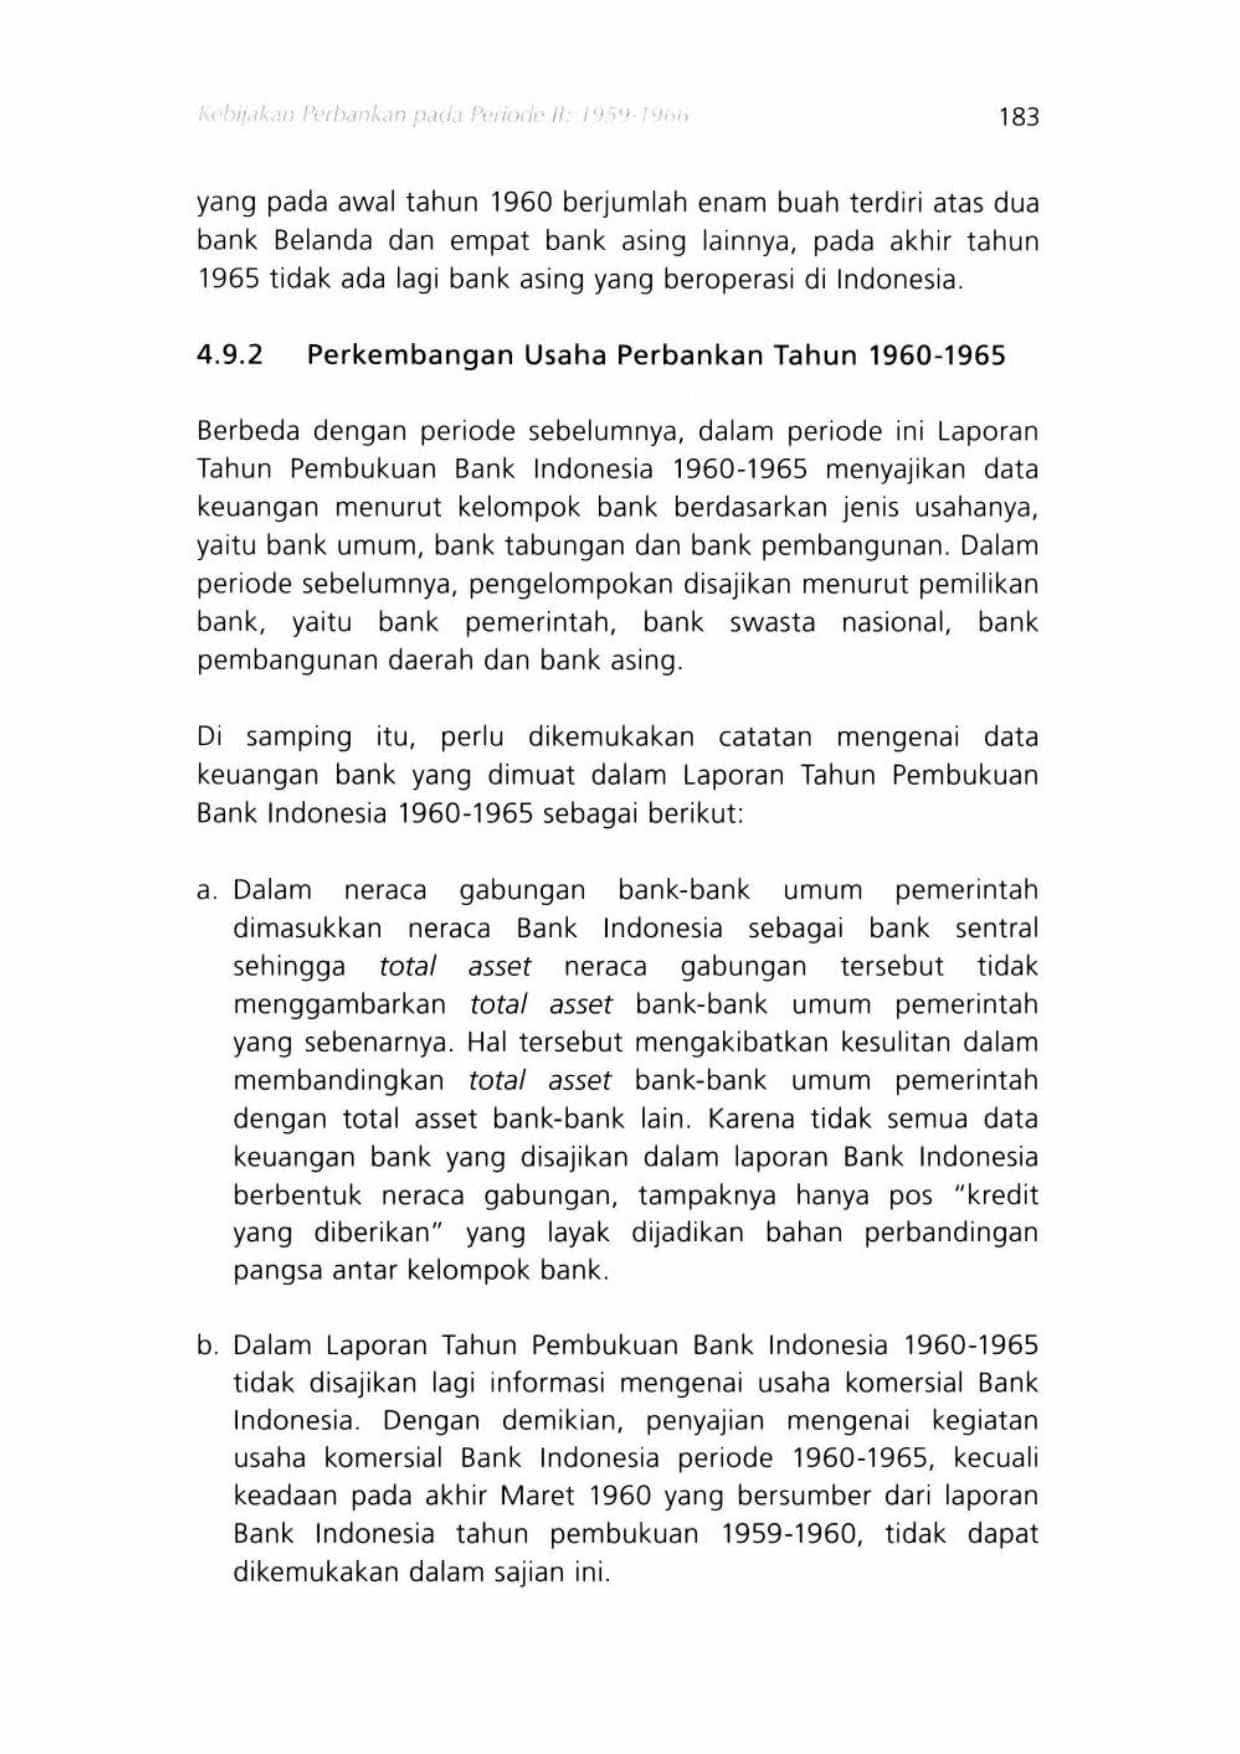 Kebijakan Perbankan pada Periode II: 1959-1966 183
yang pada awal tahun 1960 berjumlah enam buah terdiri atas dua
bank Belanda dan empat bank asing lainnya, pada akhir tahun
1965 tidak ada lagi bank asing yang beroperasi di Indonesia.
4.9.2 Perkembangan Usaha Perbankan Tahun 1960-1965
Berbeda dengan periode sebelumnya, dalam periode ini Laporan
Tahun Pembukuan Bank Indonesia 1960-1965 menyajikan data
keuangan menurut kelompok bank berdasarkan jenis usahanya,
yaitu bank umum, bank tabungan dan bank pembangunan. Dalam
periode sebelumnya, pengelompokan disajikan menurut pemilikan
bank, yaitu bank pemerintah, bank swasta nasional, bank
pembangunan daerah dan bank asing.
Di samping itu, perlu dikemukakan catatan mengenai data
keuangan bank yang dimuat dalam Laporan Tahun Pembukuan
Bank Indonesia 1960-1965 sebagai berikut:
a. Dalam neraca gabungan bank-bank umum pemerintah
dimasukkan neraca Bank Indonesia sebagai bank sentral
sehingga total asset neraca gabungan tersebut tidak
menggambarkan total asset bank-bank umum pemerintah
yang sebenarnya. Hal tersebut mengakibatkan kesulitan dalam
membandingkan total asset bank-bank umum pemerintah
dengan total asset bank-bank lain. Karena tidak semua data
keuangan bank yang disajikan dalam laporan Bank Indonesia
berbentuk neraca gabungan, tampaknya hanya pos “kredit
yang diberikan” yang layak dijadikan bahan perbandingan
pangsa antar kelompok bank.
b. Dalam Laporan Tahun Pembukuan Bank Indonesia 1960-1965
tidak disajikan lagi informasi mengenai usaha komersial Bank
Indonesia. Dengan demikian, penyajian mengenai kegiatan
usaha komersial Bank Indonesia periode 1960-1965, kecuali
keadaan pada akhir Maret 1960 yang bersumber dari laporan
Bank Indonesia tahun pembukuan 1959-1960, tidak dapat
dikemukakan dalam sajian ini.